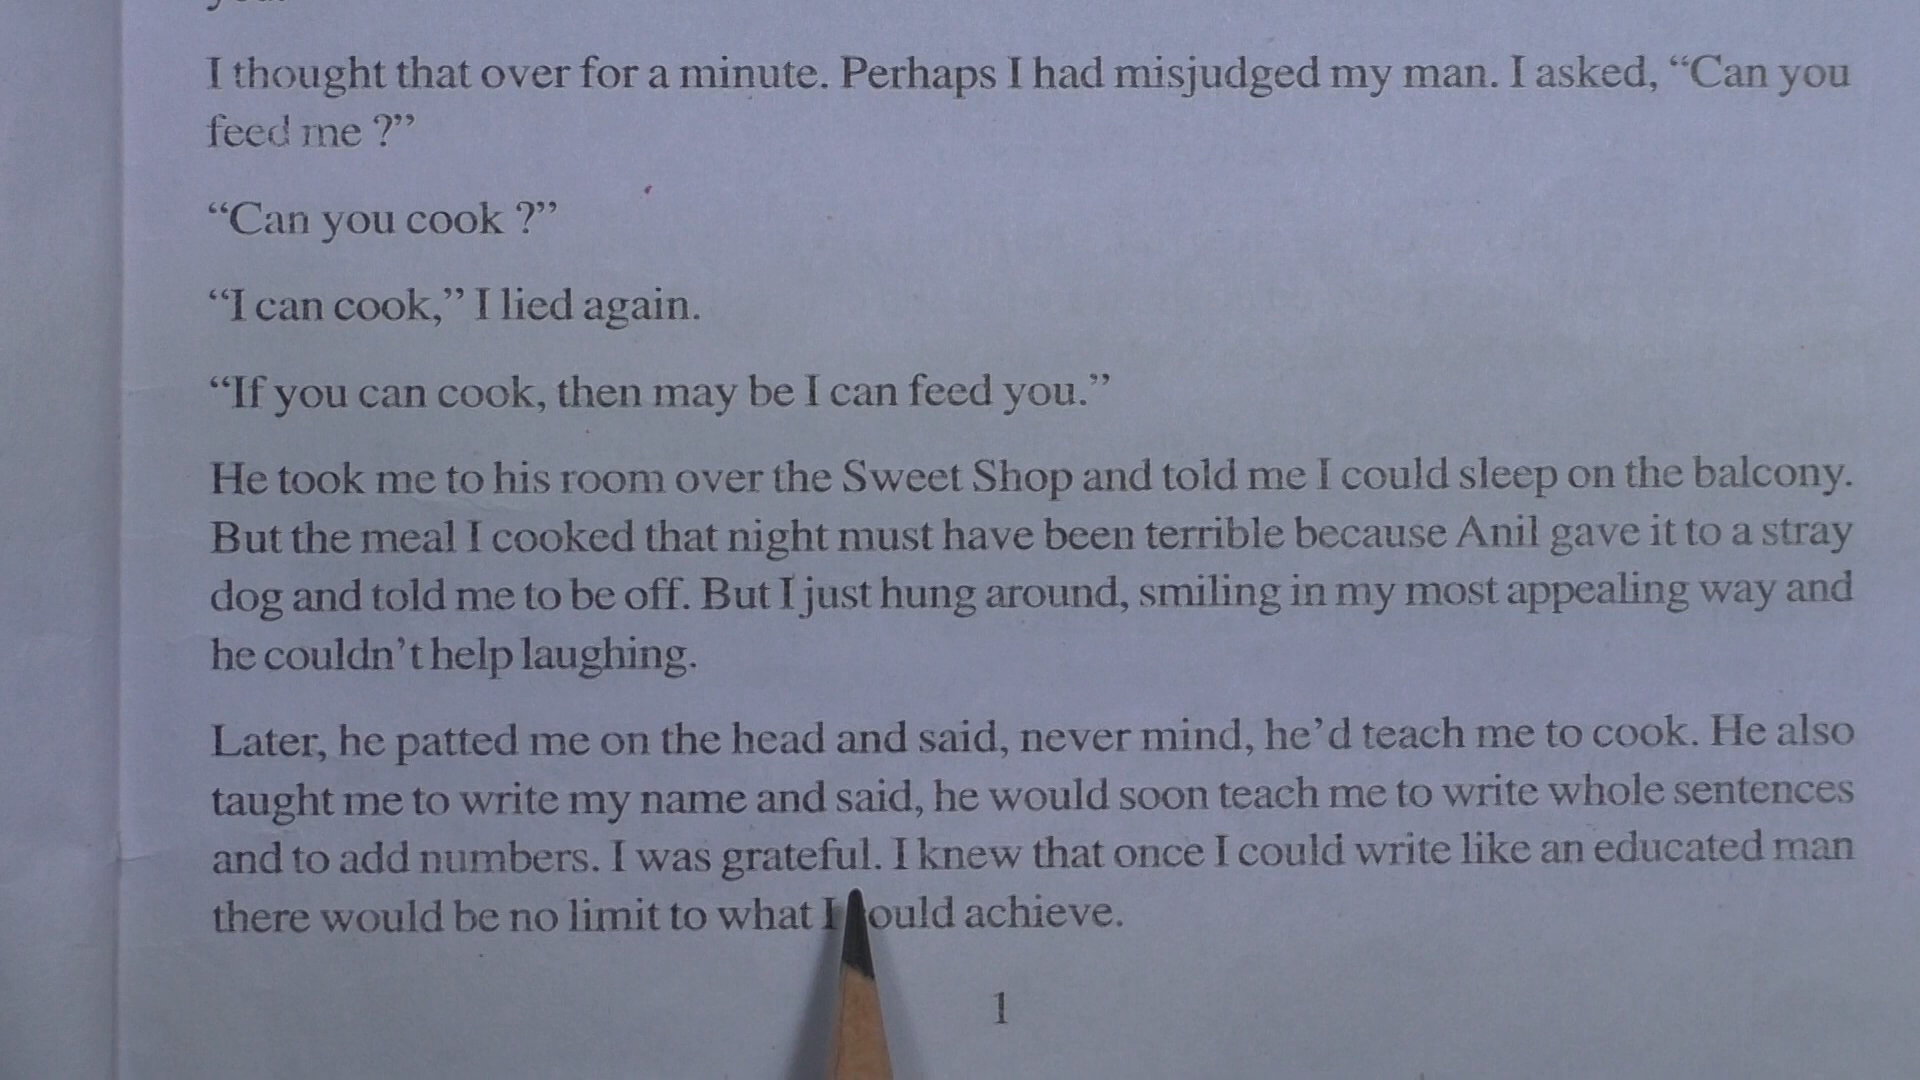 I thought that over for a minute. Perhaps I had misjudged my man. I asked, “Can you
feed me ?”
“Can you cook ?”
“I can cook,” I lied again.
“If you can cook, then may be I can feed you.”
He took me to his room over the Sweet Shop and told me I could sleep on the balcony.
But the meal I cooked that night must have been terrible because Anil gave it to a stray
dog and told me to be off. But I just hung around, smiling in my most appealing way and
he couldn’t help laughing.
Later, he patted me on the head and said, never mind, he’d teach me to cook. He also
taught me to write my name and said, he would soon teach me to write whole sentences
and to add numbers. I was grateful. I knew that once I could write like an educated man
there would be no limit to what I could achieve.
1